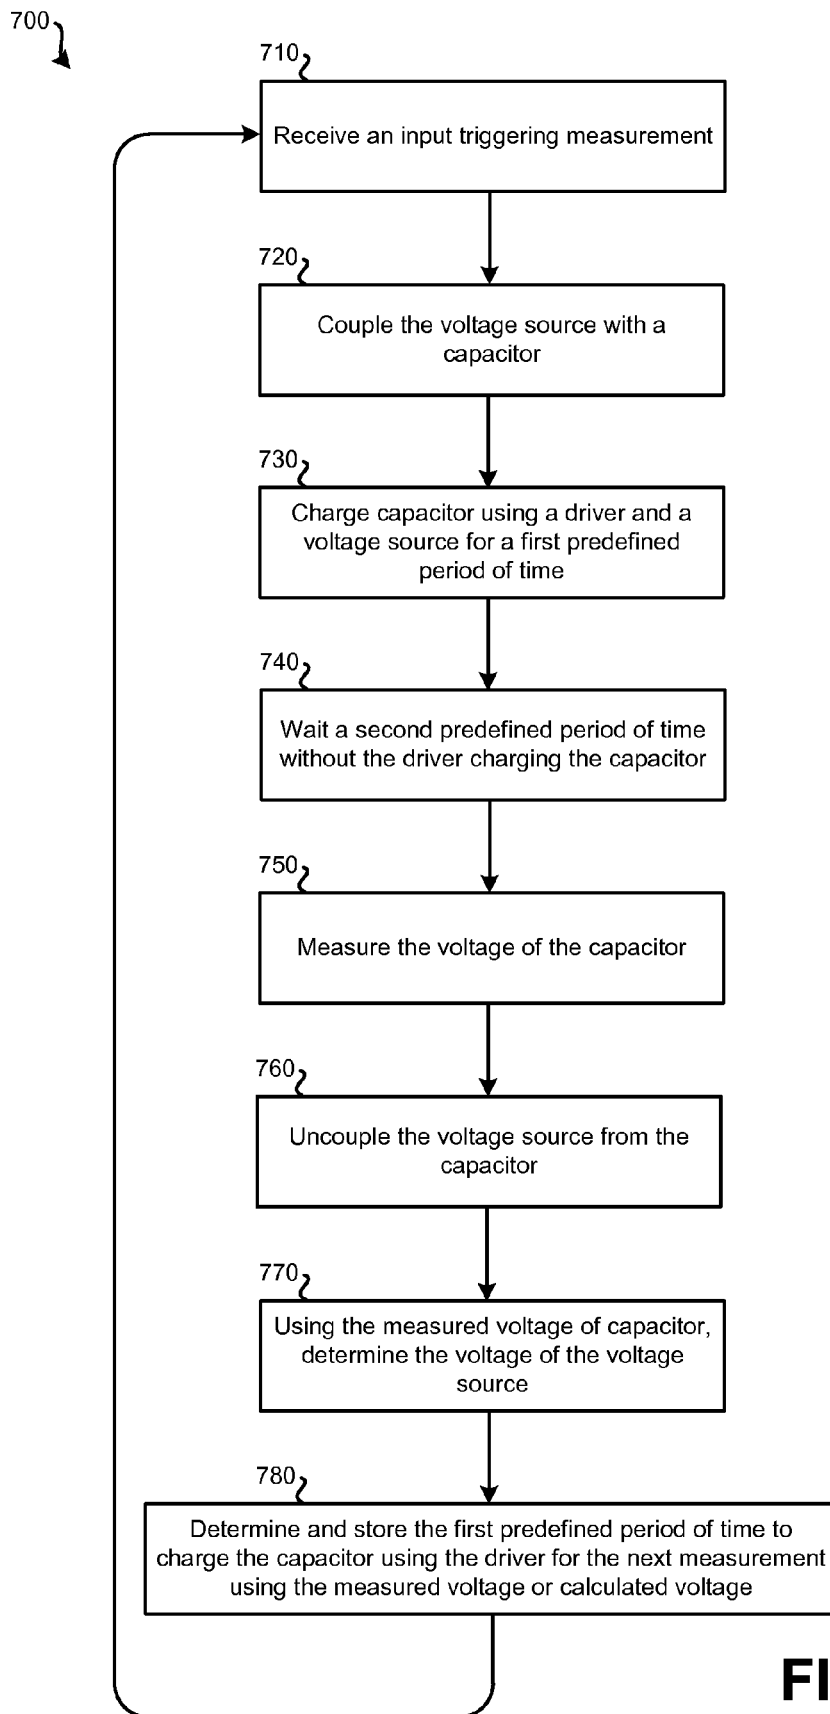 700
710
Receive an input triggering measurement
720
Couple the voltage source with a
capacitor
730
Charge capacitor using a driver and a
voltage source for a first predefined
period of time
740
Wait a second predefined period of time
without the driver charging the capacitor
750
Measure the voltage of the capacitor
760
Uncouple the voltage source from the
capacitor
770
Using the measured voltage of capacitor,
determine the voltage of the voltage
source
780
Determine and store the first predefined period of time to
charge the capacitor using the driver for the next measurement
using the measured voltage or calculated voltage
FI